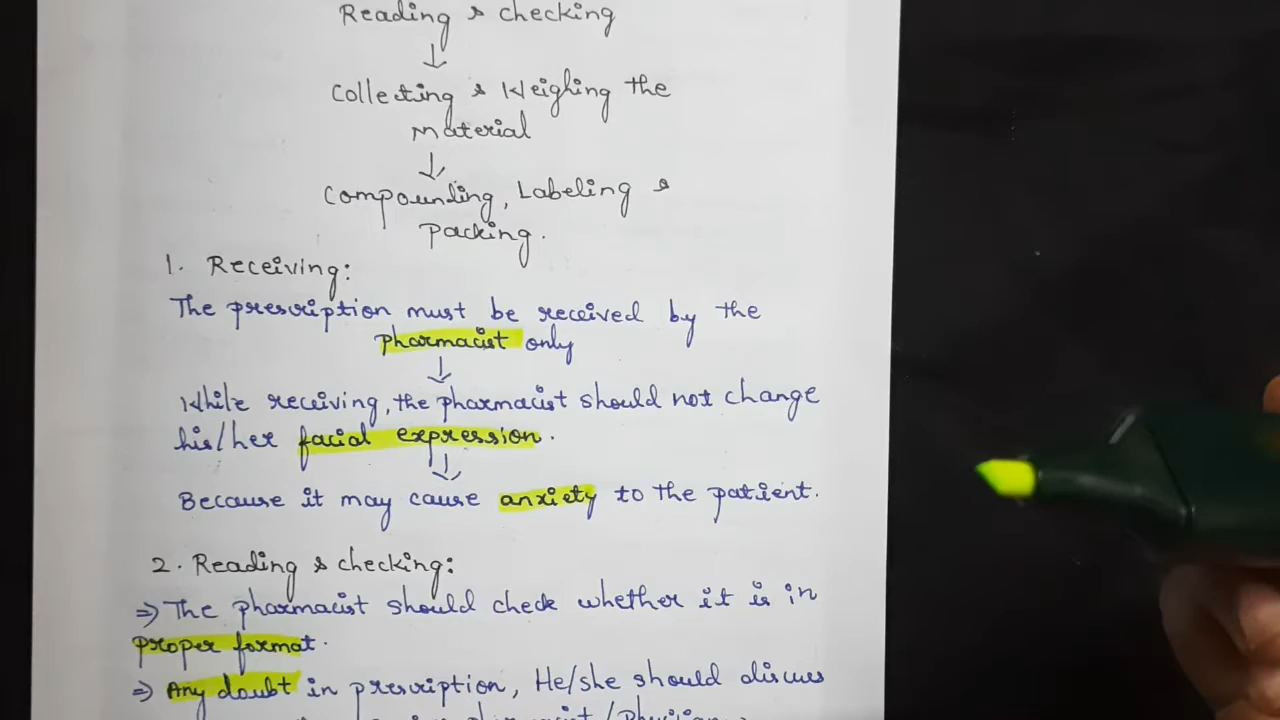 Reading & checking
↓
Collecting & Weighing the
Material
↓
Compounding, Labeling &
Packing.
1. Receiving:
The prescription must be received by the
pharmacist only
↓
While receiving, the pharmacist should not change
his/her facial expression.
↓
Because it may cause anxiety to the patient.
2. Reading & checking:
⇒ The pharmacist should check whether it is in
proper format.
⇒ Any doubt in prescription, He/she should discuss